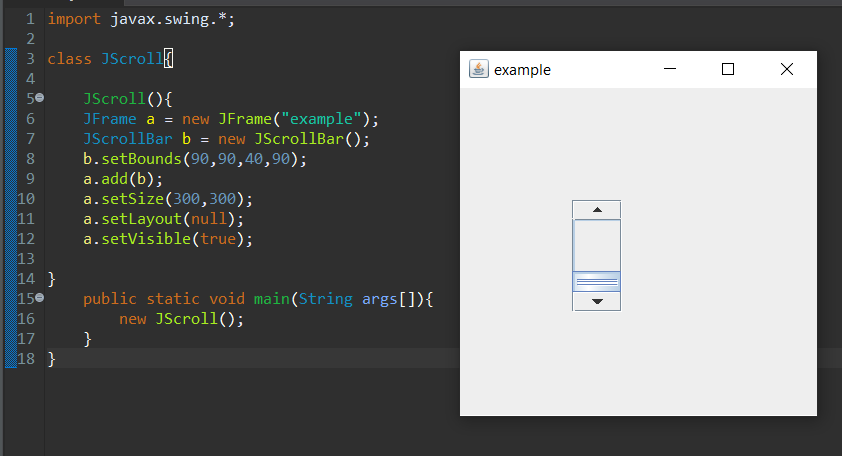 1 import javax.swing.*;
2
3 class JScroll{
4
5     JScroll(){
6     JFrame a = new JFrame("example");
7     JScrollBar b = new JScrollBar();
8     b.setBounds(90,90,40,90);
9     a.add(b);
10     a.setSize(300,300);
11     a.setLayout(null);
12     a.setVisible(true);
13
14 }
15     public static void main(String args[]){
16         new JScroll();
17     }
18 }
example